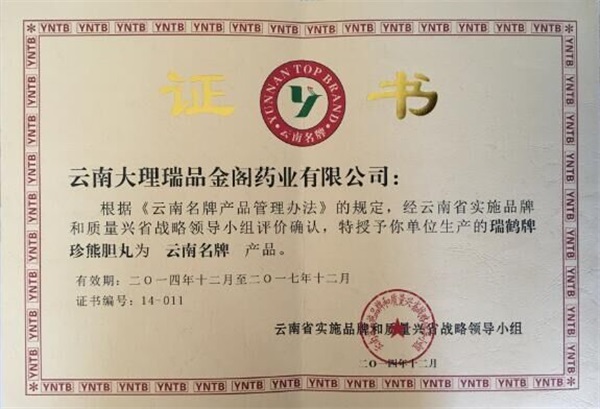 证 书
YUNNAN TOP BRAND
云南名牌
云南大理瑞品金阁药业有限公司：
根据《云南名牌产品管理办法》的规定，经云南省实施品牌
和质量兴省战略领导小组评价确认，特授予你单位生产的瑞鹤牌
珍熊胆丸为 云南名牌 产品。
有效期：二〇一四年十二月至二〇一七年十二月
证书编号：14-011
云南省实施品牌和质量兴省战略领导小组
二〇一四年十二月
YNTB